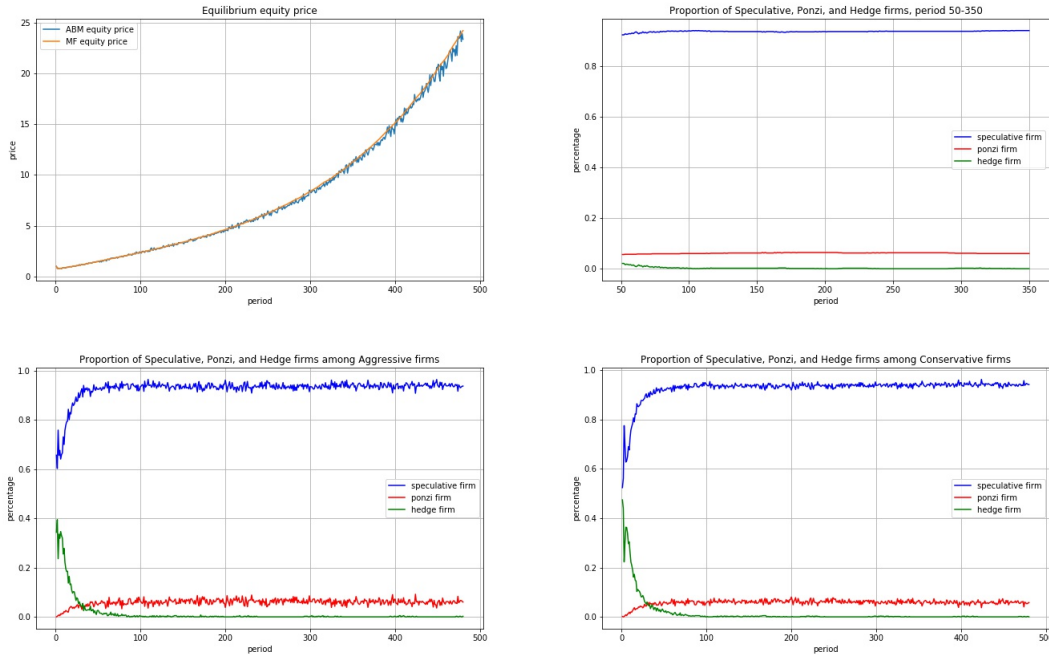 Equilibrium equity price
25
20
15
10
5
0
price
ABM equity price
MF equity price
0 100 200 300 400 500
period
Proportion of Speculative, Ponzi, and Hedge firms, period 50-350
0.8
0.6
0.4
0.2
0.0
percentage
speculative firm
ponzi firm
hedge firm
50 100 150 200 250 300 350
period
Proportion of Speculative, Ponzi, and Hedge firms among Aggressive firms
1.0
0.8
0.6
0.4
0.2
0.0
percentage
speculative firm
ponzi firm
hedge firm
0 100 200 300 400 500
period
Proportion of Speculative, Ponzi, and Hedge firms among Conservative firms
1.0
0.8
0.6
0.4
0.2
0.0
percentage
speculative firm
ponzi firm
hedge firm
0 100 200 300 400 50
period